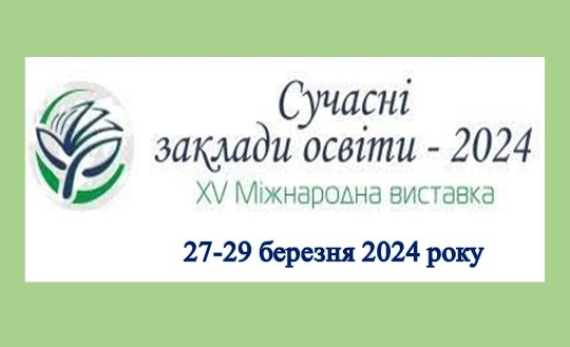 Сучасні
заклади освіти - 2024
XV Міжнародна виставка
27-29 березня 2024 року